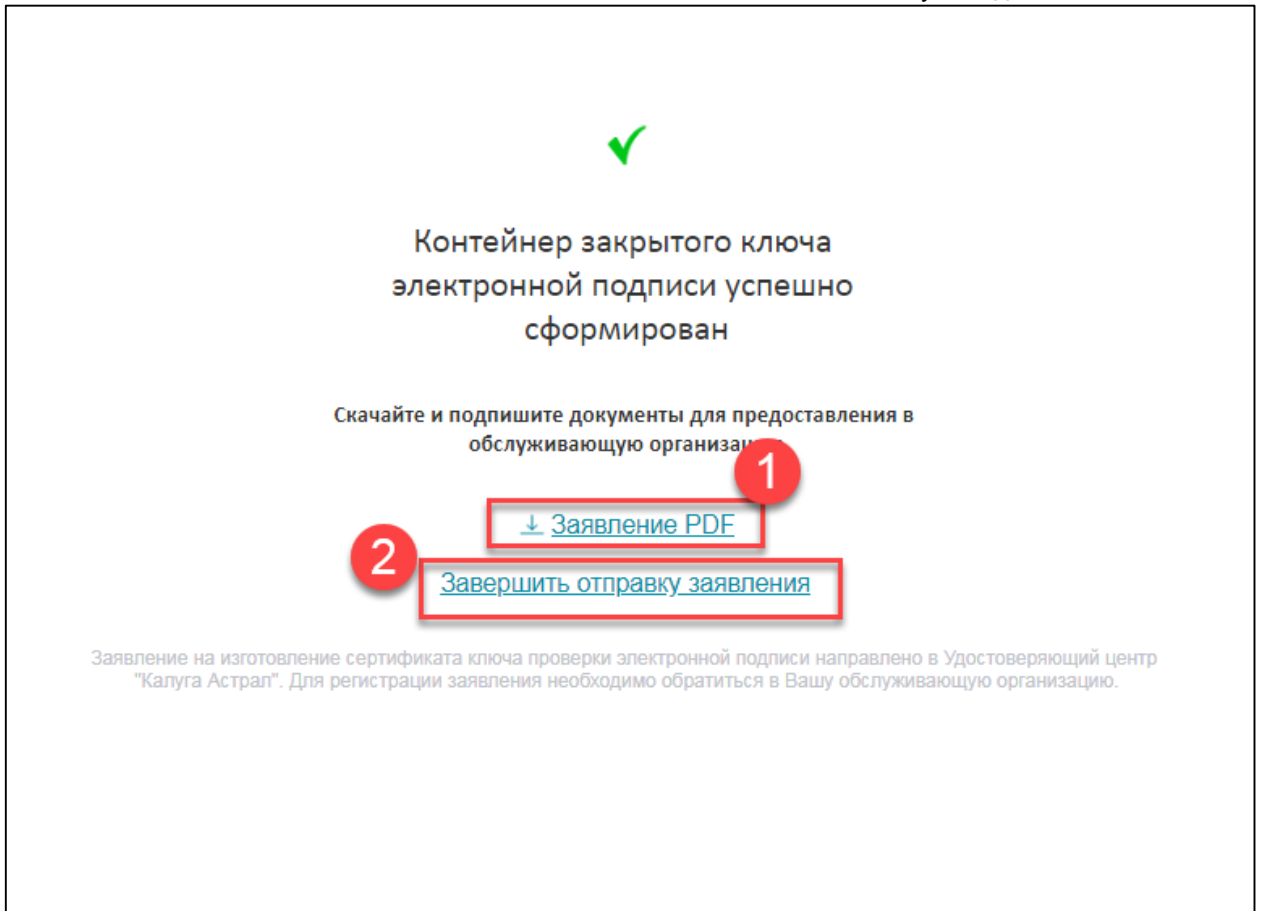 Контейнер закрытого ключа
электронной подписи успешно
сформирован
Скачайте и подпишите документы для предоставления в
обслуживающую
1
Заявление PDF
2
Завершить отправку заявления
Заявление на изготовление сертификата ключа проверки электронной подписи направлено в Удостоверяющий центр
"Калуга Астрал". Для регистрации заявления необходимо обратиться в Вашу обслуживающую организацию.